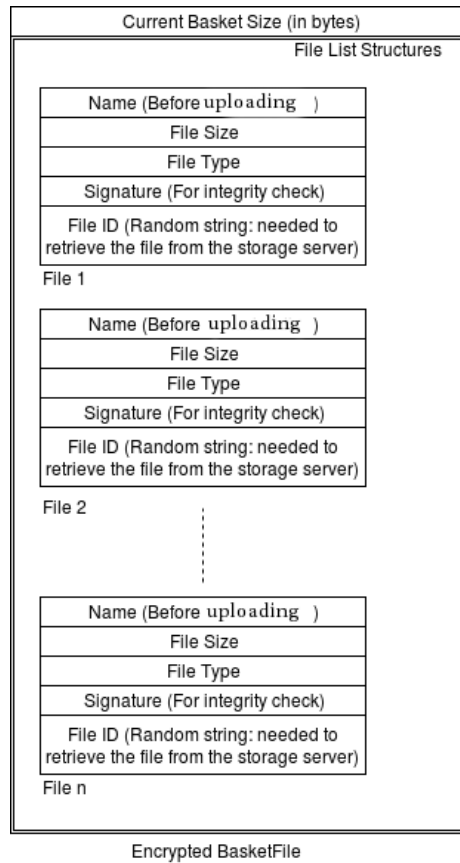 Current Basket Size (in bytes)
File List Structures
Name (Before uploading )
File Size
File Type
Signature (For integrity check)
File ID (Random string: needed to
retrieve the file from the storage server)
File 1
Name (Before uploading )
File Size
File Type
Signature (For integrity check)
File ID (Random string: needed to
retrieve the file from the storage server)
File 2
Name (Before uploading )
File Size
File Type
Signature (For integrity check)
File ID (Random string: needed to
retrieve the file from the storage server)
File n
Encrypted BasketFile